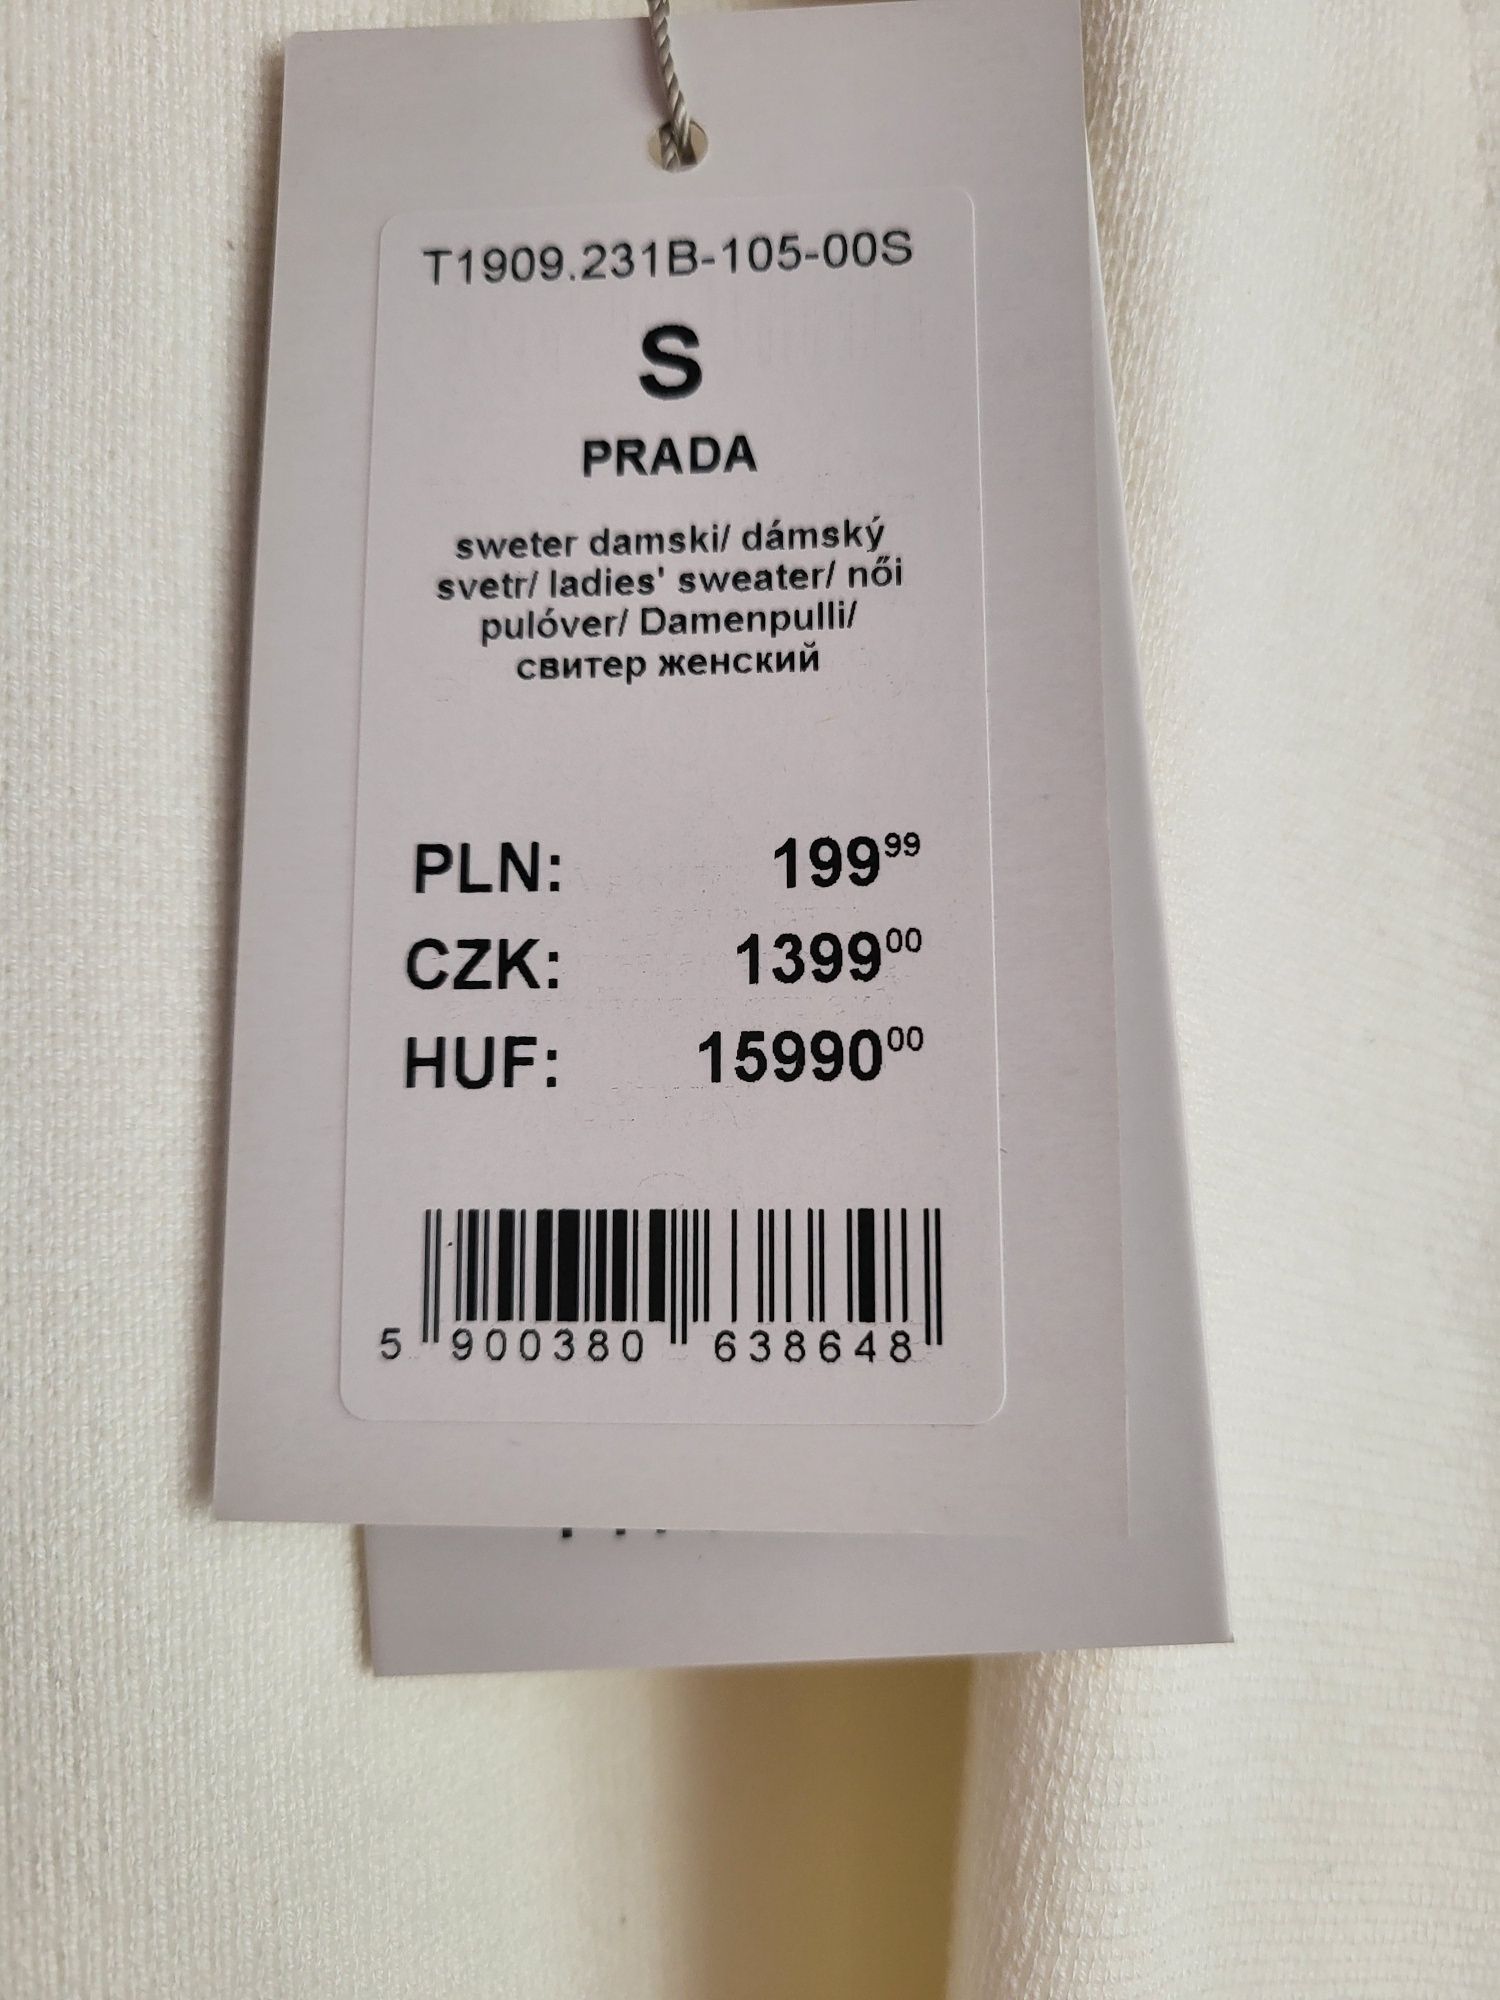 T1909.231B-105-00S
S
PRADA
sweter damski/ dámský
svetr/ ladies' sweater/ női
pulóver/ Damenpulli/
свитер женский
PLN: 199⁹⁹
CZK: 1399⁰⁰
HUF: 15990⁰⁰
5 900380 638648